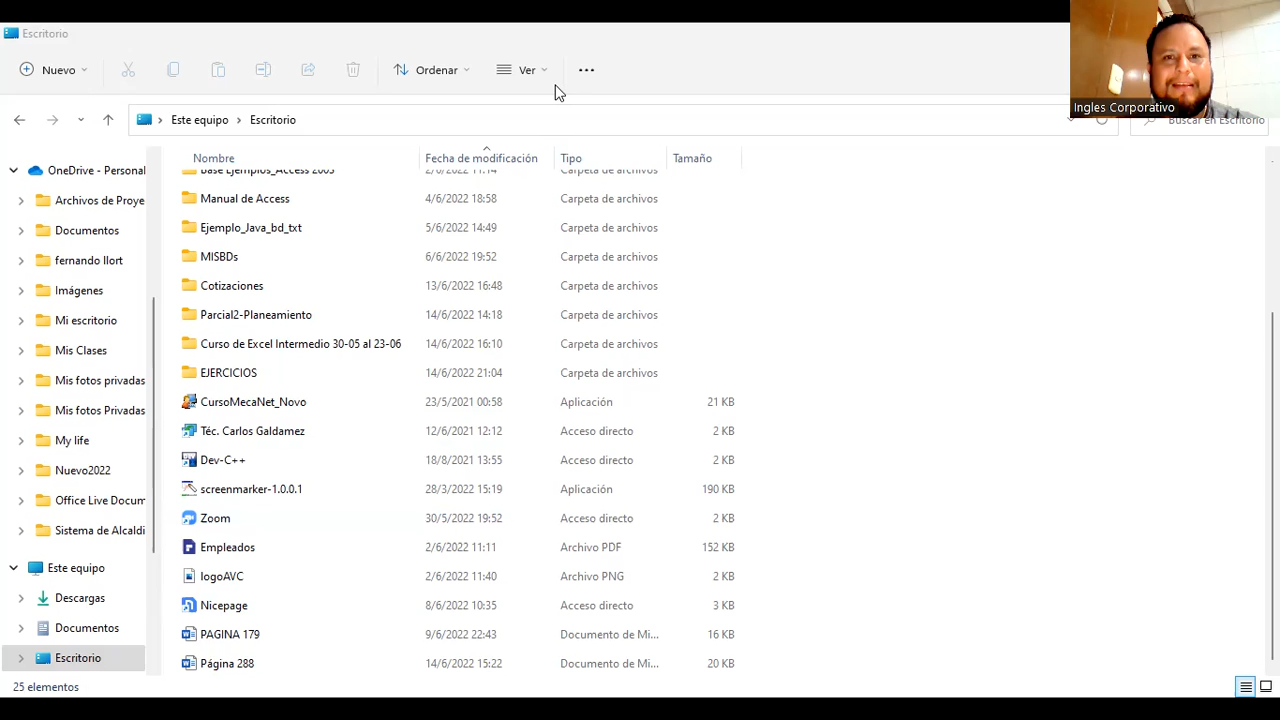 Escritorio
Nuevo
Ordenar
Ver
Ingles Corporativo
Este equipo > Escritorio
Buscar en Escritorio
Nombre Fecha de modificación Tipo Tamaño
OneDrive - Personal
Archivos de Proye
Documentos
fernando llort
Imágenes
Mi escritorio
Mis Clases
Mis fotos privadas
Mis fotos Privadas
My life
Nuevo2022
Office Live Docum
Sistema de Alcaldi
Este equipo
Descargas
Documentos
Escritorio
Base Ejemplos_Access 2003 2/6/2022 11:14 Carpeta de archivos
Manual de Access 4/6/2022 18:58 Carpeta de archivos
Ejemplo_Java_bd_txt 5/6/2022 14:49 Carpeta de archivos
MISBDs 6/6/2022 19:52 Carpeta de archivos
Cotizaciones 13/6/2022 16:48 Carpeta de archivos
Parcial2-Planeamiento 14/6/2022 14:18 Carpeta de archivos
Curso de Excel Intermedio 30-05 al 23-06 14/6/2022 16:10 Carpeta de archivos
EJERCICIOS 14/6/2022 21:04 Carpeta de archivos
CursoMecaNet_Novo 23/5/2021 00:58 Aplicación 21 KB
Téc. Carlos Galdamez 12/6/2021 12:12 Acceso directo 2 KB
Dev-C++ 18/8/2021 13:55 Acceso directo 2 KB
screenmarker-1.0.0.1 28/3/2022 15:19 Aplicación 190 KB
Zoom 30/5/2022 19:52 Acceso directo 2 KB
Empleados 2/6/2022 11:11 Archivo PDF 152 KB
logoAVC 2/6/2022 11:40 Archivo PNG 2 KB
Nicepage 8/6/2022 10:35 Acceso directo 3 KB
PAGINA 179 9/6/2022 22:43 Documento de Mi... 16 KB
Página 288 14/6/2022 15:22 Documento de Mi... 20 KB
25 elementos